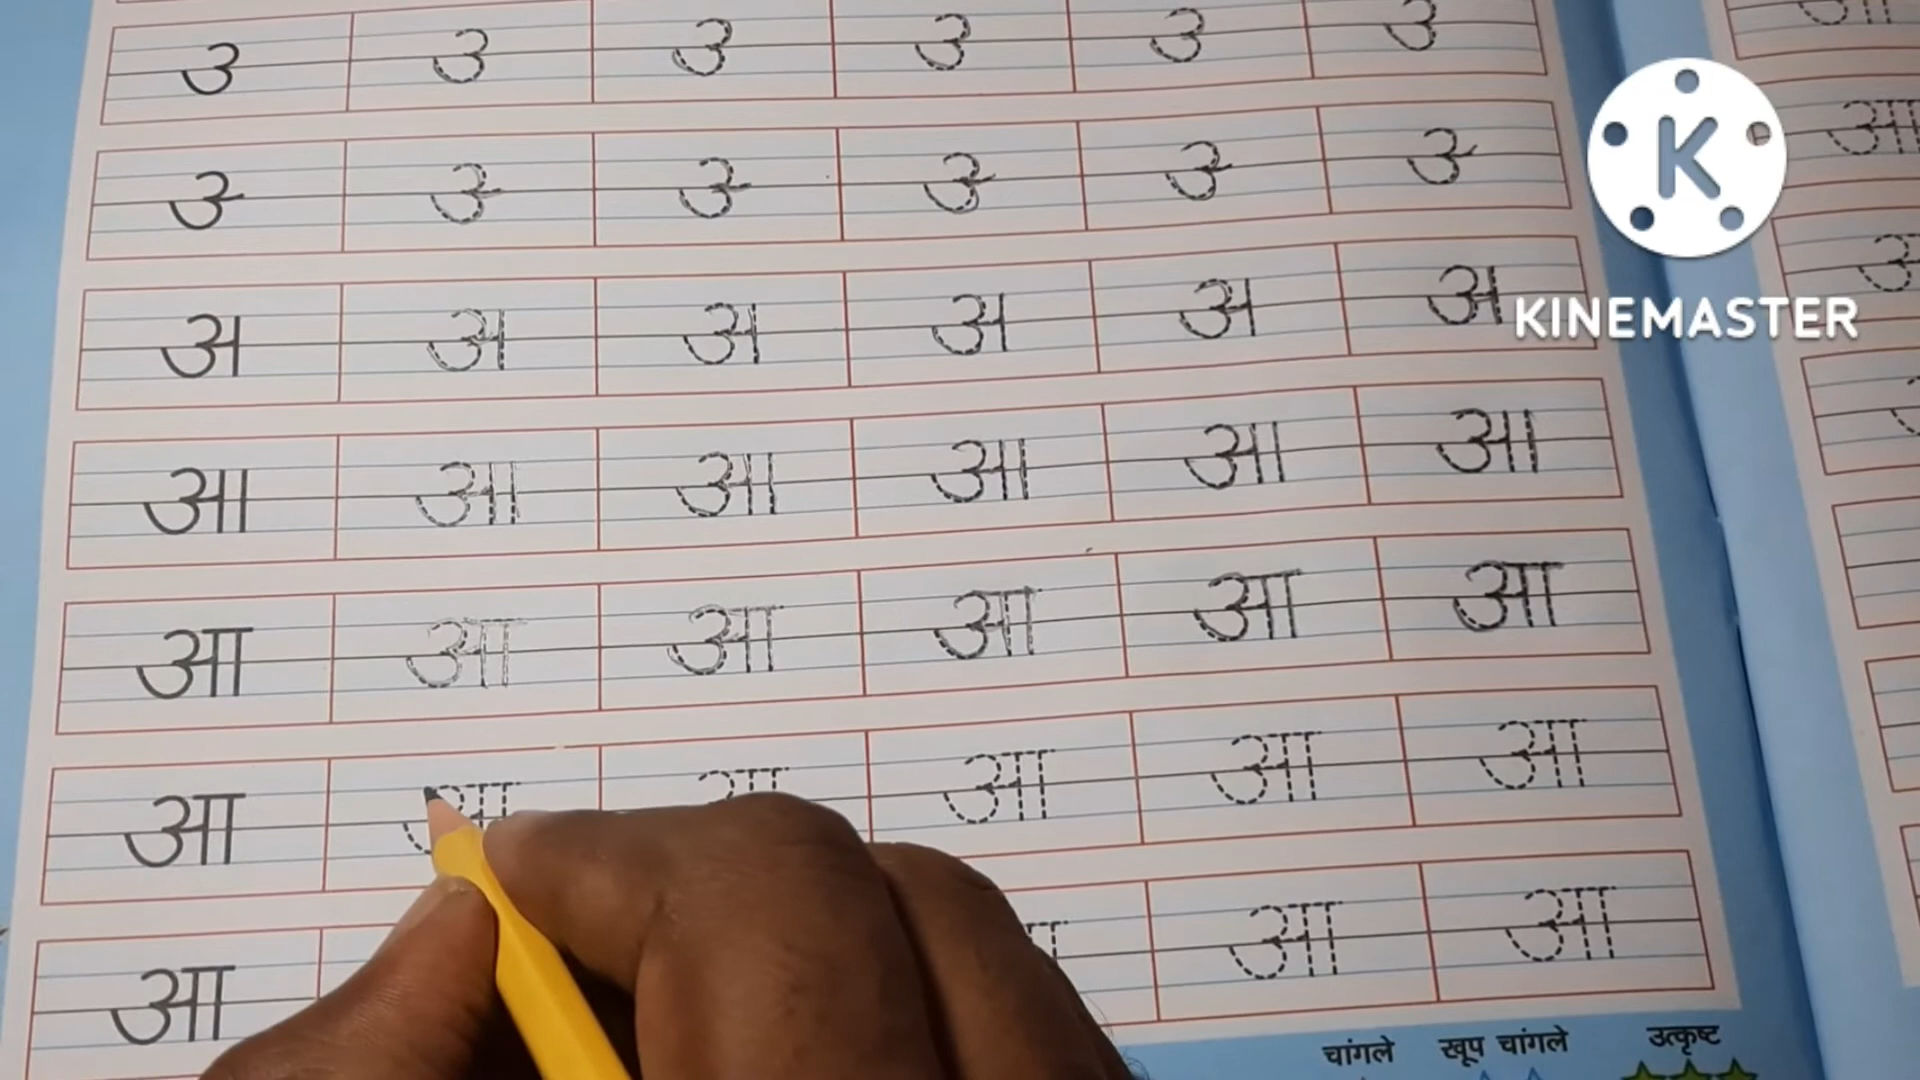 उ उ उ उ उ उ
उ उ उ उ उ उ
अ अ अ अ अ अ
आ आ आ आ आ आ
आ आ आ आ आ आ
आ आ आ आ आ आ
आ आ आ
चांगले खूप चांगले उत्कृष्ट
K
KINEMASTER